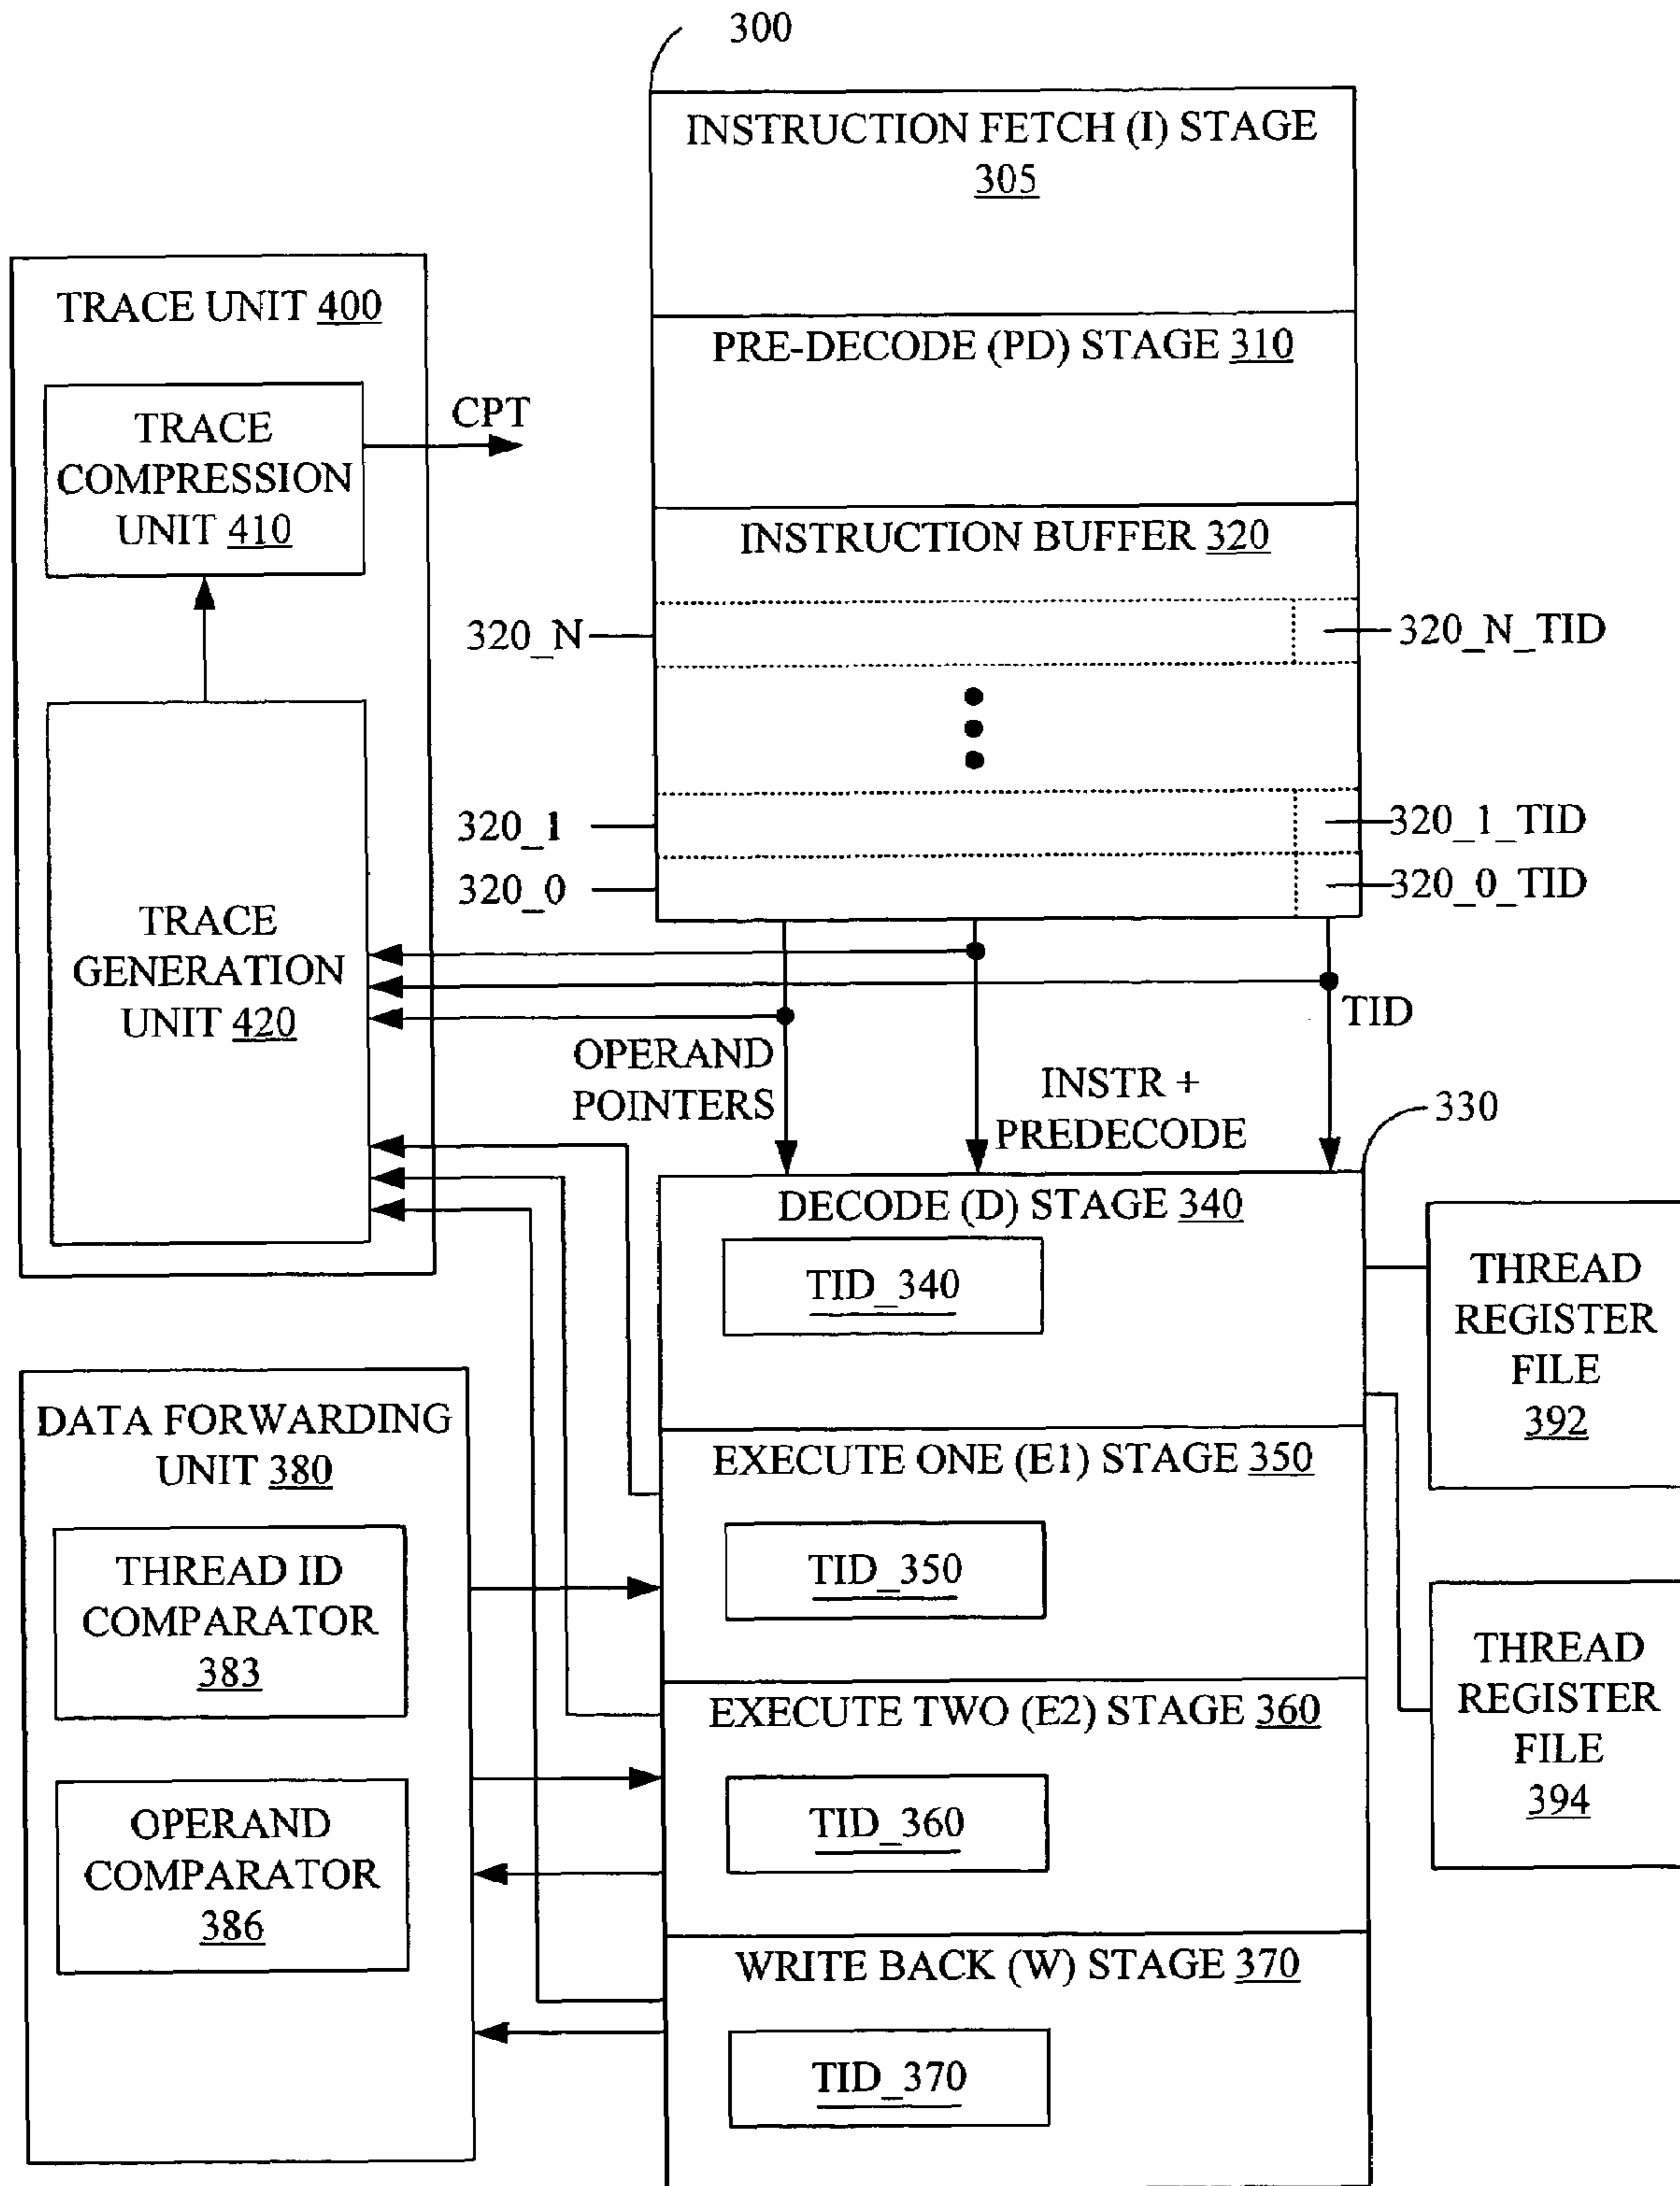 300
INSTRUCTION FETCH (I) STAGE
305
PRE-DECODE (PD) STAGE 310
INSTRUCTION BUFFER 320
320_N
320_N_TID
320_1
320_1_TID
320_0
320_0_TID
TRACE UNIT 400
TRACE
COMPRESSION
UNIT 410
CPT
TRACE
GENERATION
UNIT 420
OPERAND
POINTERS
INSTR +
PREDECODE
TID
330
DECODE (D) STAGE 340
TID_340
THREAD
REGISTER
FILE
392
DATA FORWARDING
UNIT 380
THREAD ID
COMPARATOR
383
OPERAND
COMPARATOR
386
EXECUTE ONE (E1) STAGE 350
TID_350
EXECUTE TWO (E2) STAGE 360
TID_360
THREAD
REGISTER
FILE
394
WRITE BACK (W) STAGE 370
TID_370